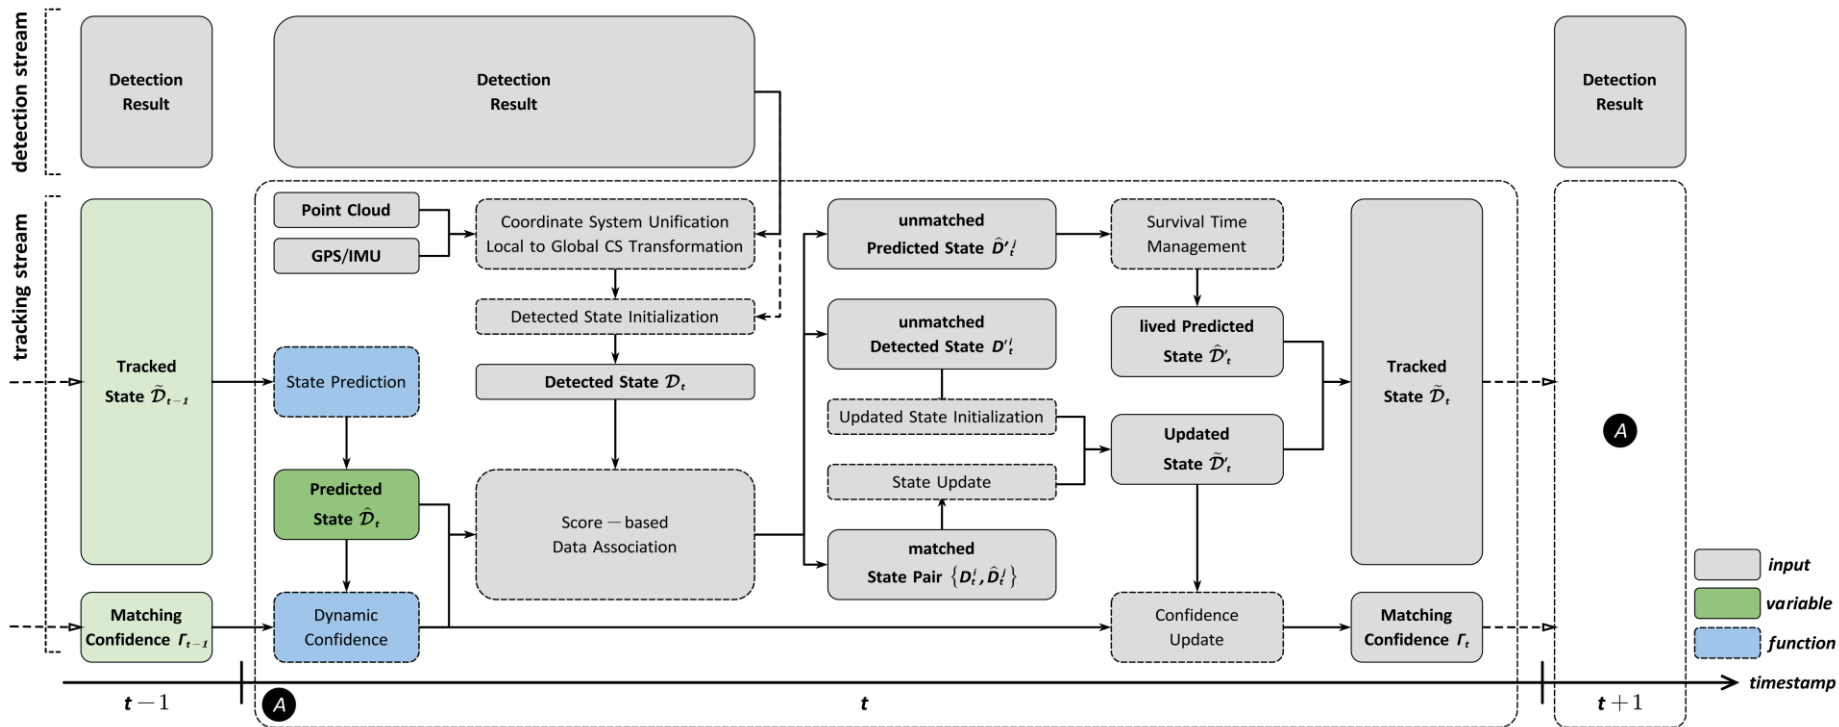 detection stream
Detection
Result
Detection
Result
Detection
Result
tracking stream
Tracked
State 𝒟̃ₜ₋₁
Matching
Confidence Γₜ₋₁
Point Cloud
GPS/IMU
Coordinate System Unification
Local to Global CS Transformation
Detected State Initialization
Detected State 𝒟ₜ
State Prediction
Predicted
State 𝒟̂ₜ
Dynamic
Confidence
Score−based
Data Association
unmatched
Predicted State D̂′ₜʲ
unmatched
Detected State D′ₜⁱ
Updated State Initialization
State Update
matched
State Pair {Dₜⁱ, D̂ₜʲ}
Survival Time
Management
lived Predicted
State 𝒟̂′ₜ
Updated
State 𝒟̃′ₜ
Confidence
Update
Tracked
State 𝒟̃ₜ
Matching
Confidence Γₜ
A
input
variable
function
timestamp
t−1
A
t
t+1